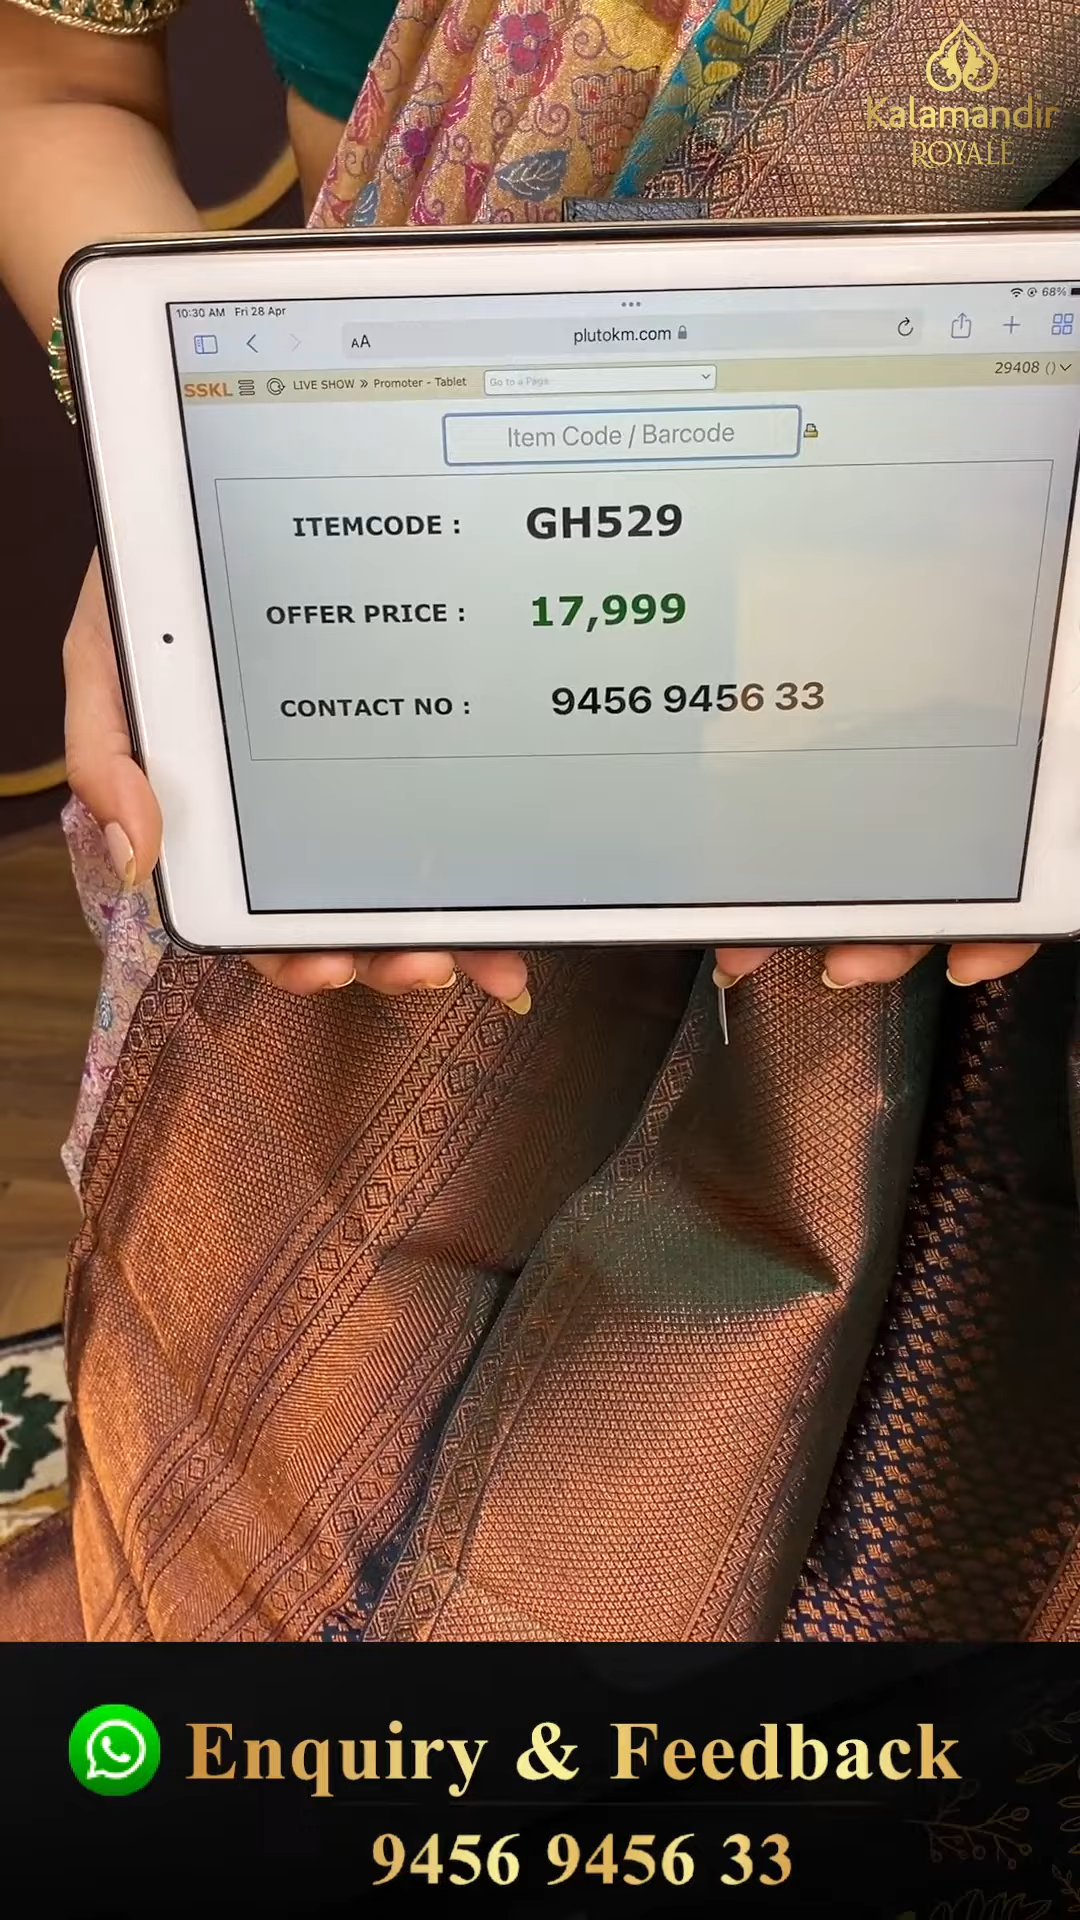 Kalamandir
ROYALE
10:30 AM Fri 28 Apr
68%
AA
plutokm.com
SSKL
LIVE SHOW » Promoter - Tablet
Go to a Page
29408 ()
Item Code / Barcode
ITEMCODE : GH529
OFFER PRICE : 17,999
CONTACT NO : 9456 9456 33
Enquiry & Feedback
9456 9456 33